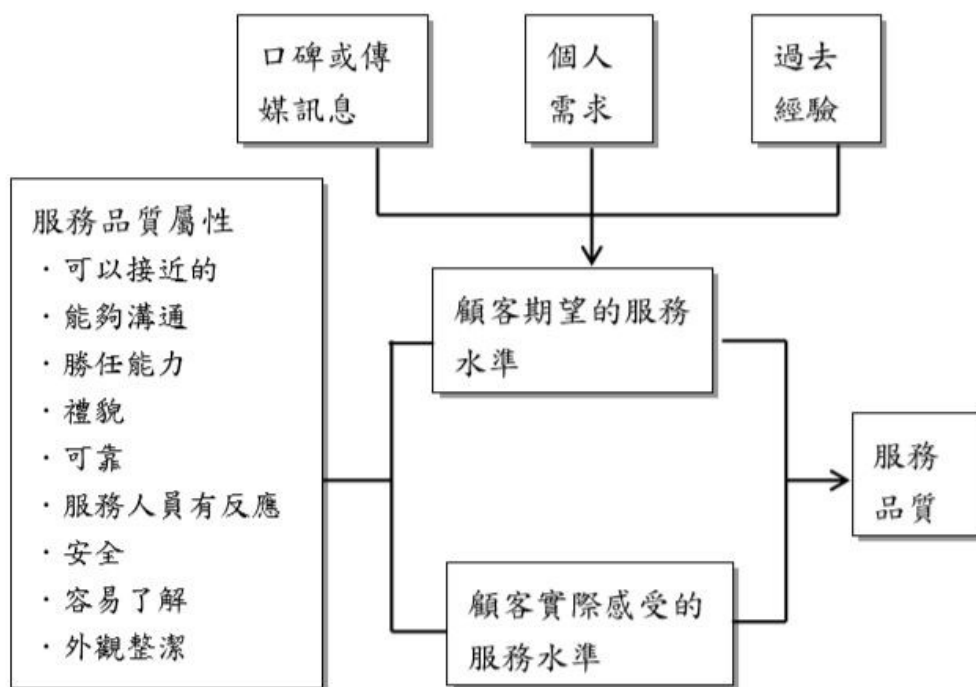 口碑或傳
媒訊息
個人
需求
過去
經驗
服務品質屬性
·可以接近的
·能夠溝通
·勝任能力
·禮貌
·可靠
·服務人員有反應
·安全
·容易了解
·外觀整潔
顧客期望的服務
水準
顧客實際感受的
服務水準
服務
品質